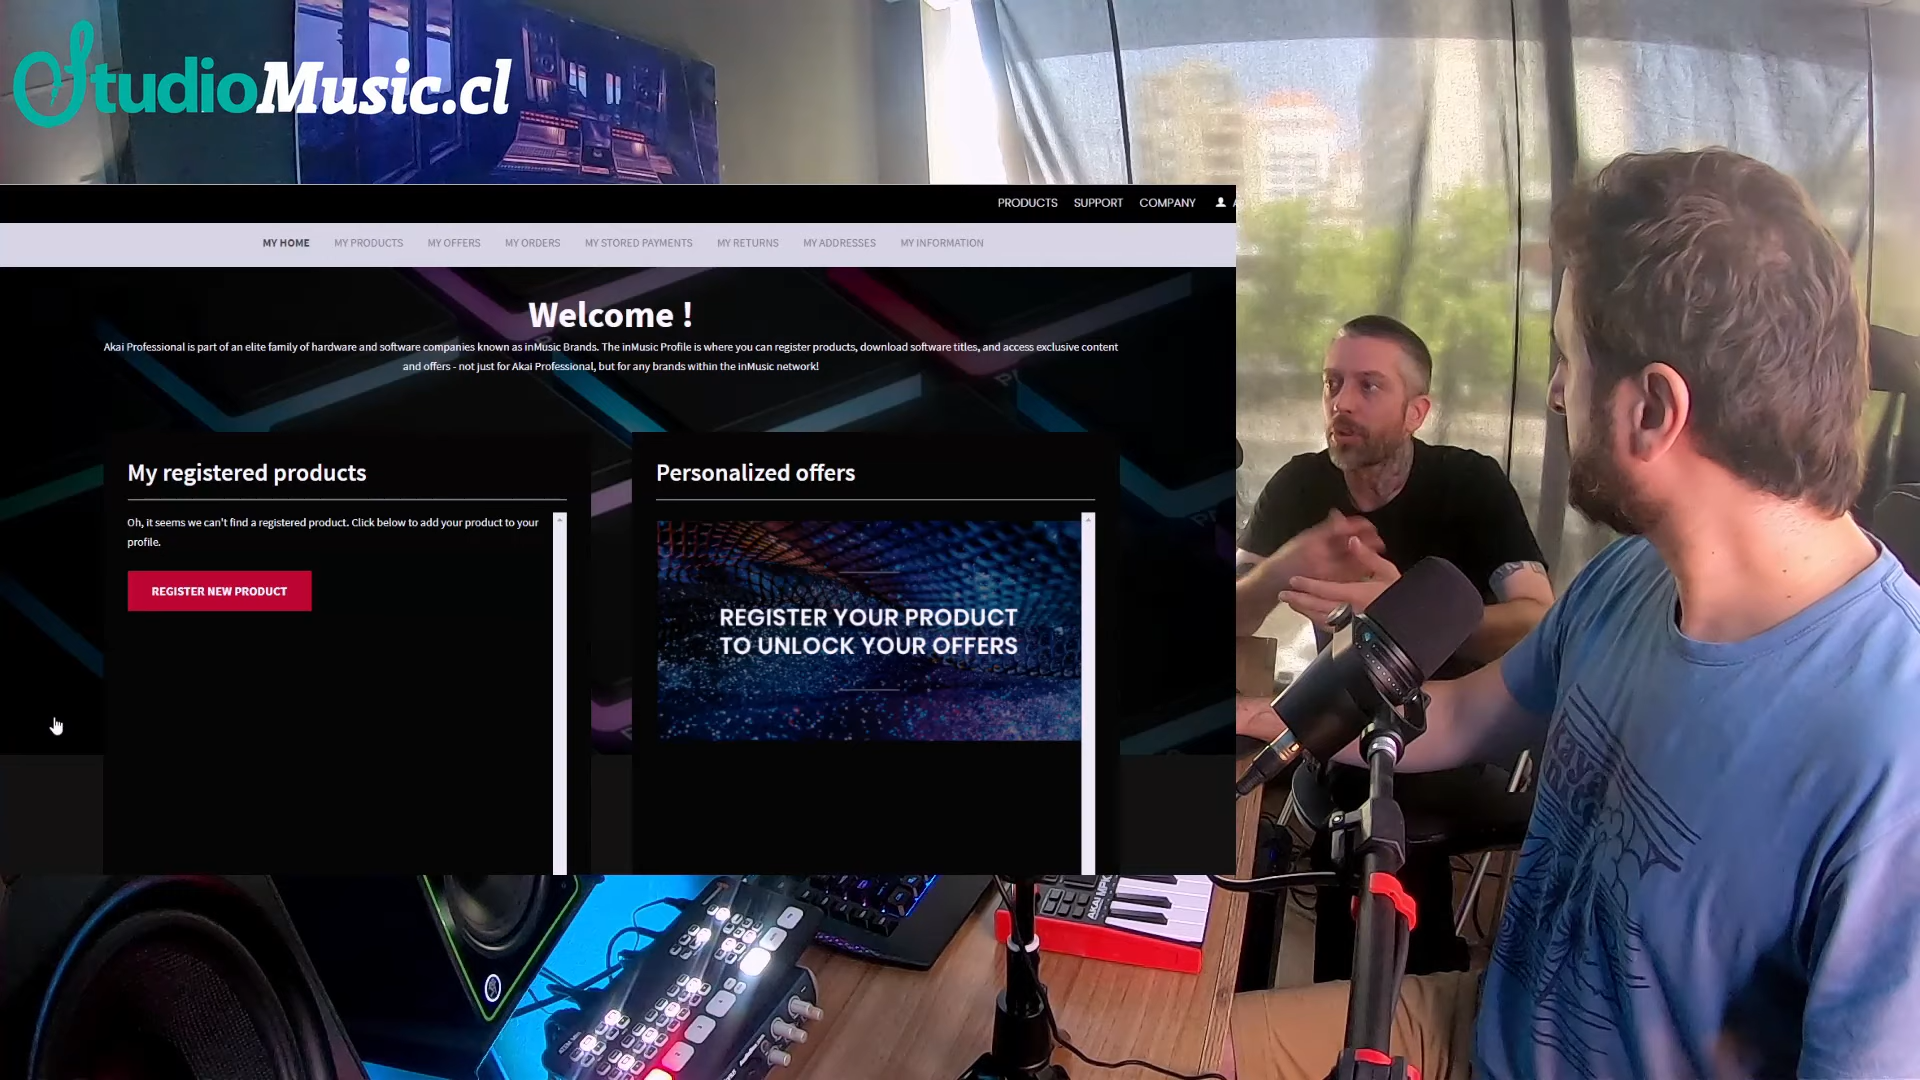 StudioMusic.cl
PRODUCTS SUPPORT COMPANY
MY HOME MY PRODUCTS MY OFFERS MY ORDERS MY STORED PAYMENTS MY RETURNS MY ADDRESSES MY INFORMATION
Welcome !
Akai Professional is part of an elite family of hardware and software companies known as inMusic Brands. The inMusic Profile is where you can register products, download software titles, and access exclusive content
and offers - not just for Akai Professional, but for any brands within the inMusic network!
My registered products
Oh, it seems we can't find a registered product. Click below to add your product to your
profile.
REGISTER NEW PRODUCT
Personalized offers
REGISTER YOUR PRODUCT
TO UNLOCK YOUR OFFERS
AKAI MPK